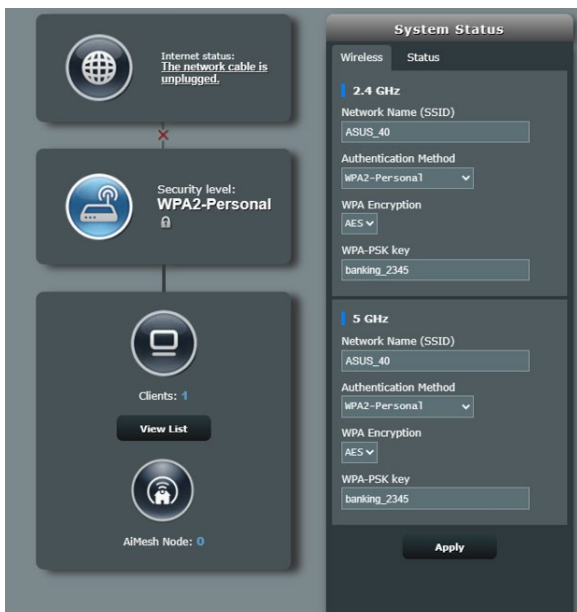 Internet status:
The network cable is
unplugged.
Security level:
WPA2-Personal
Clients: 1
View List
AiMesh Node: 0
System Status
Wireless Status
2.4 GHz
Network Name (SSID)
ASUS_40
Authentication Method
WPA2-Personal
WPA Encryption
AES
WPA-PSK key
banking_2345
5 GHz
Network Name (SSID)
ASUS_40
Authentication Method
WPA2-Personal
WPA Encryption
AES
WPA-PSK key
banking_2345
Apply